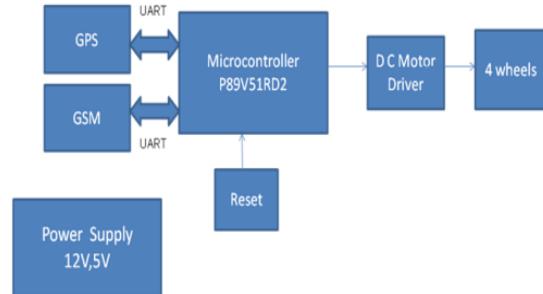 UART
GPS
Microcontroller
P89V51RD2
D C Motor
Driver
4 wheels
GSM
UART
Reset
Power Supply
12V,5V